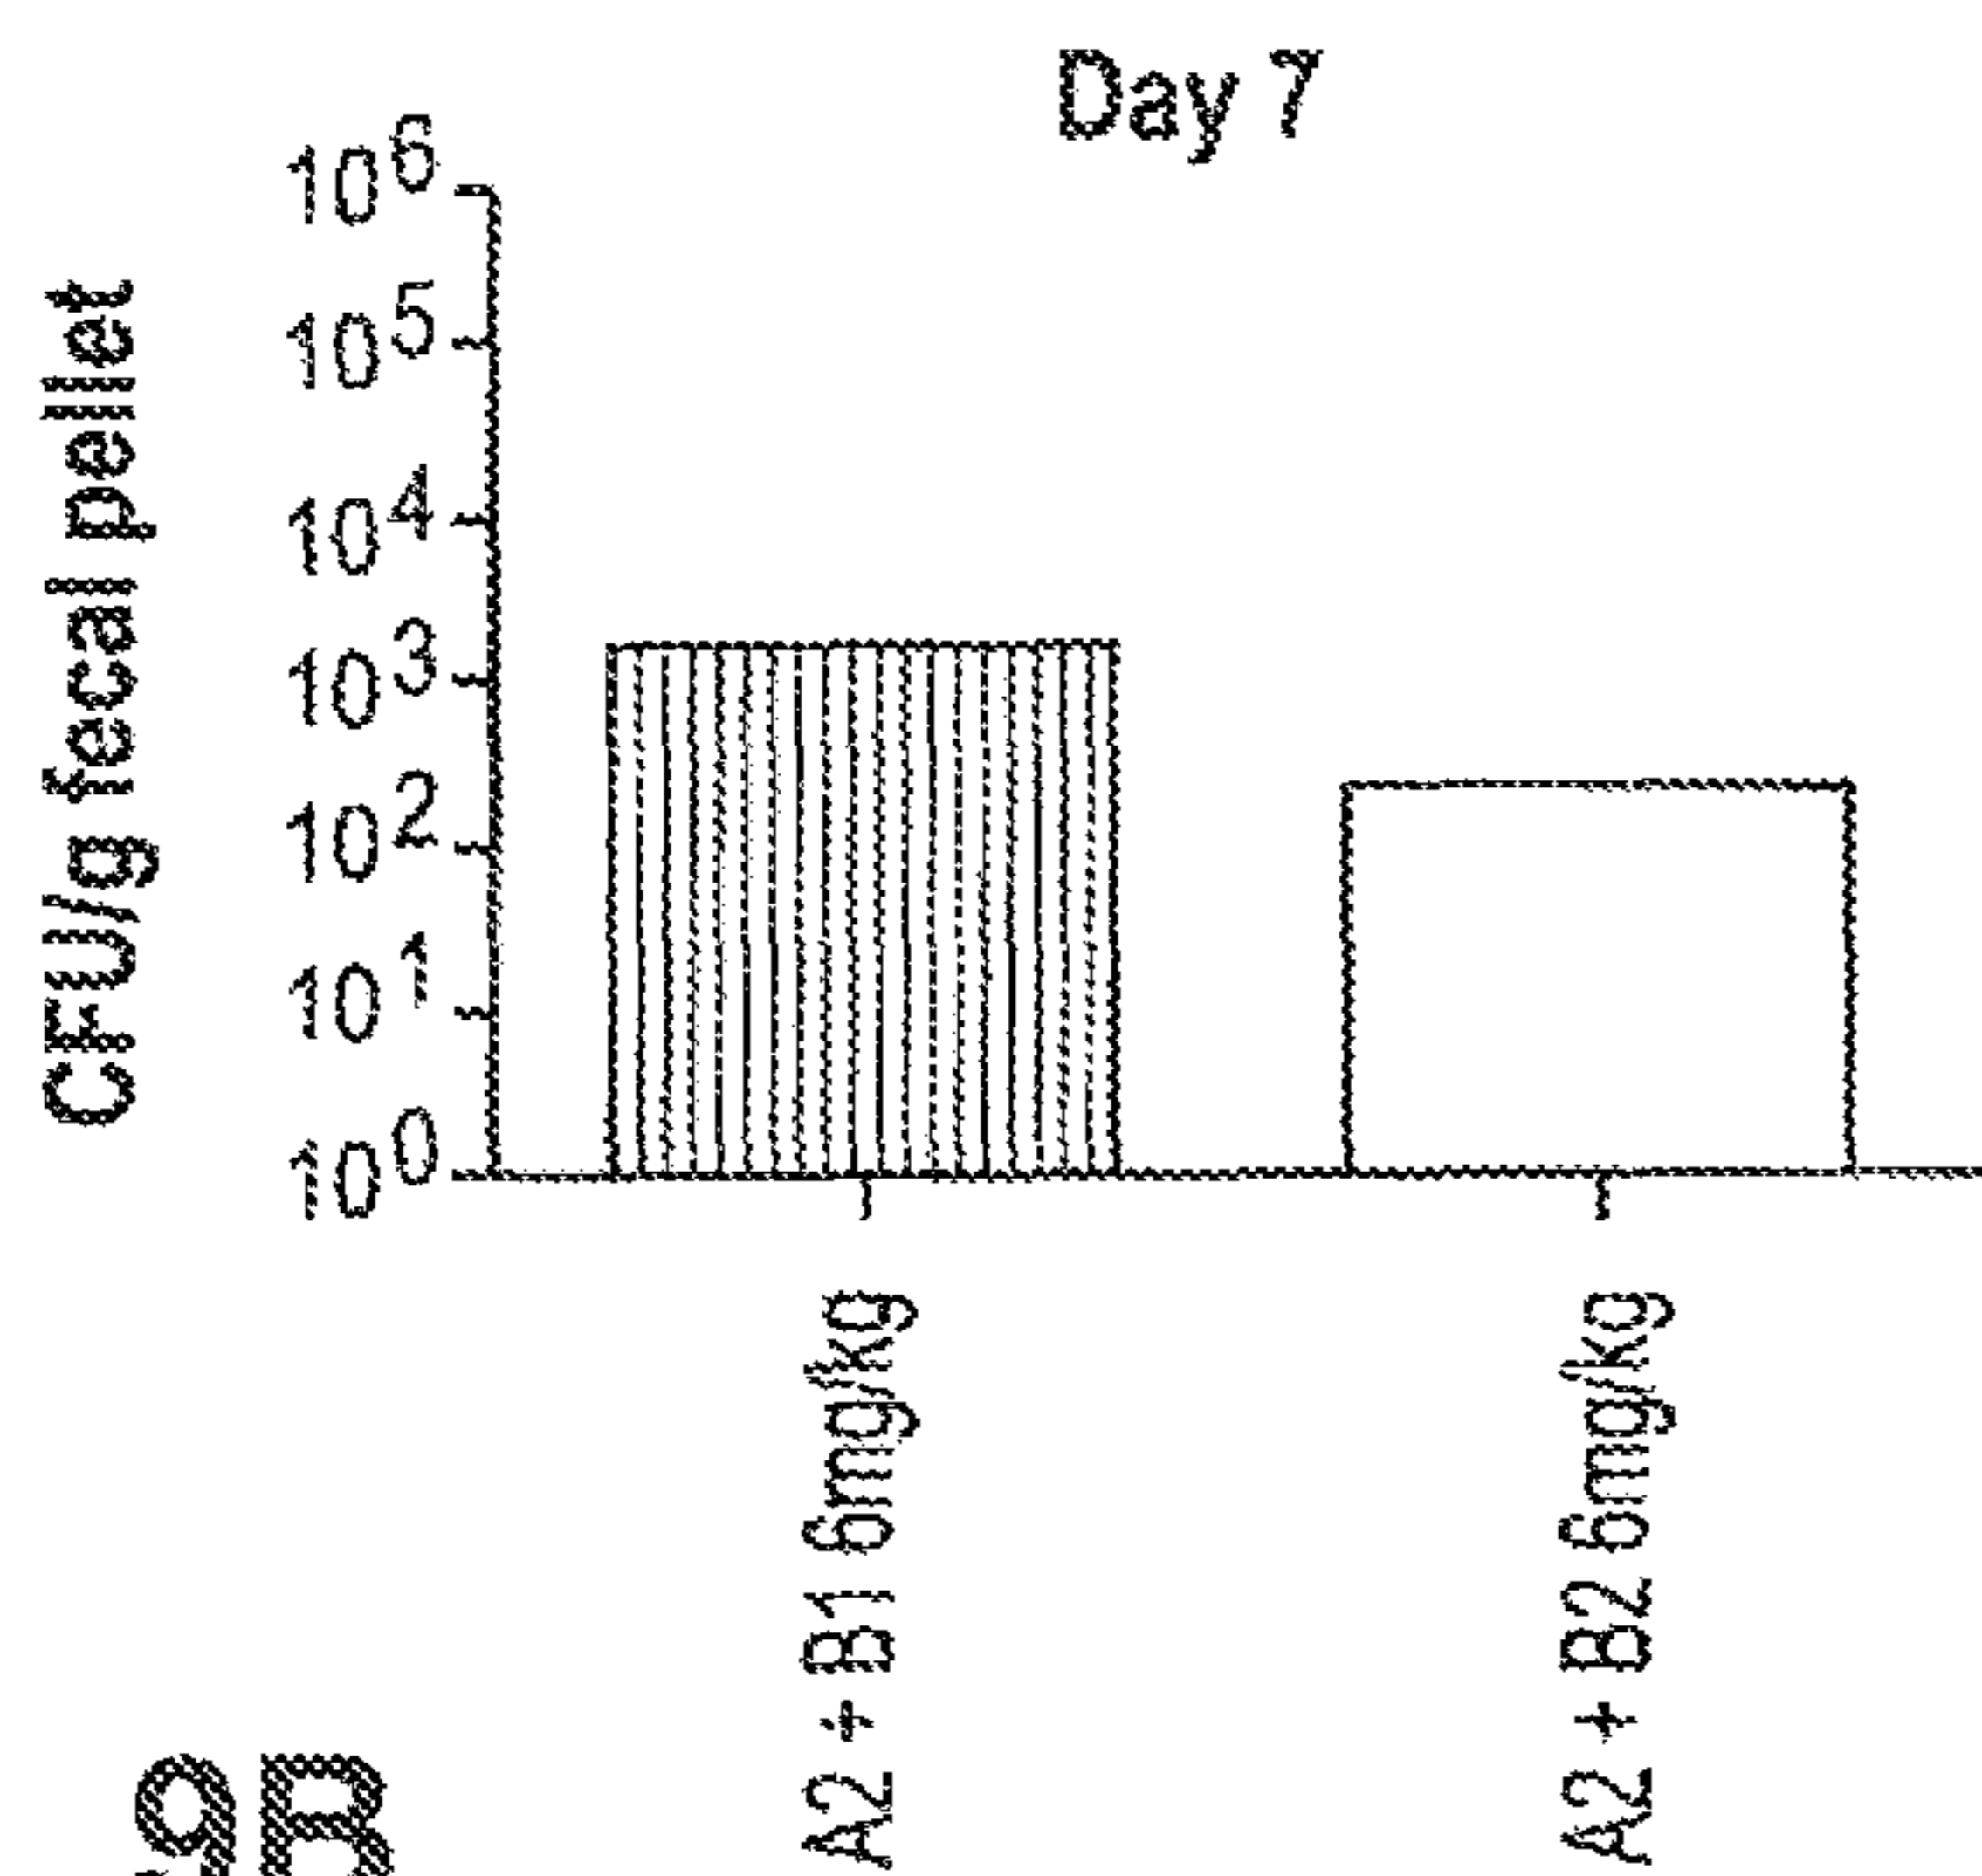 Day 7
CFU/g fecal pellet
10^6
10^5
10^4
10^3
10^2
10^1
10^0
A2 + B1 6mg/kg
A2 + B2 6mg/kg
9B